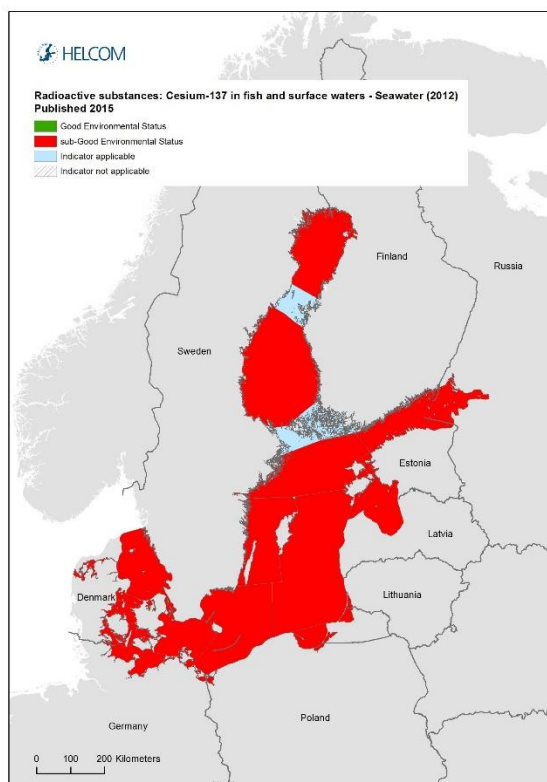 HELCOM
Radioactive substances: Cesium-137 in fish and surface waters - Seawater (2012)
Published 2015
Good Environmental Status
sub-Good Environmental Status
Indicator applicable
Indicator not applicable
Finland
Russia
Sweden
Estonia
Latvia
Denmark
Lithuania
Germany
Poland
0 100 200 Kilometers